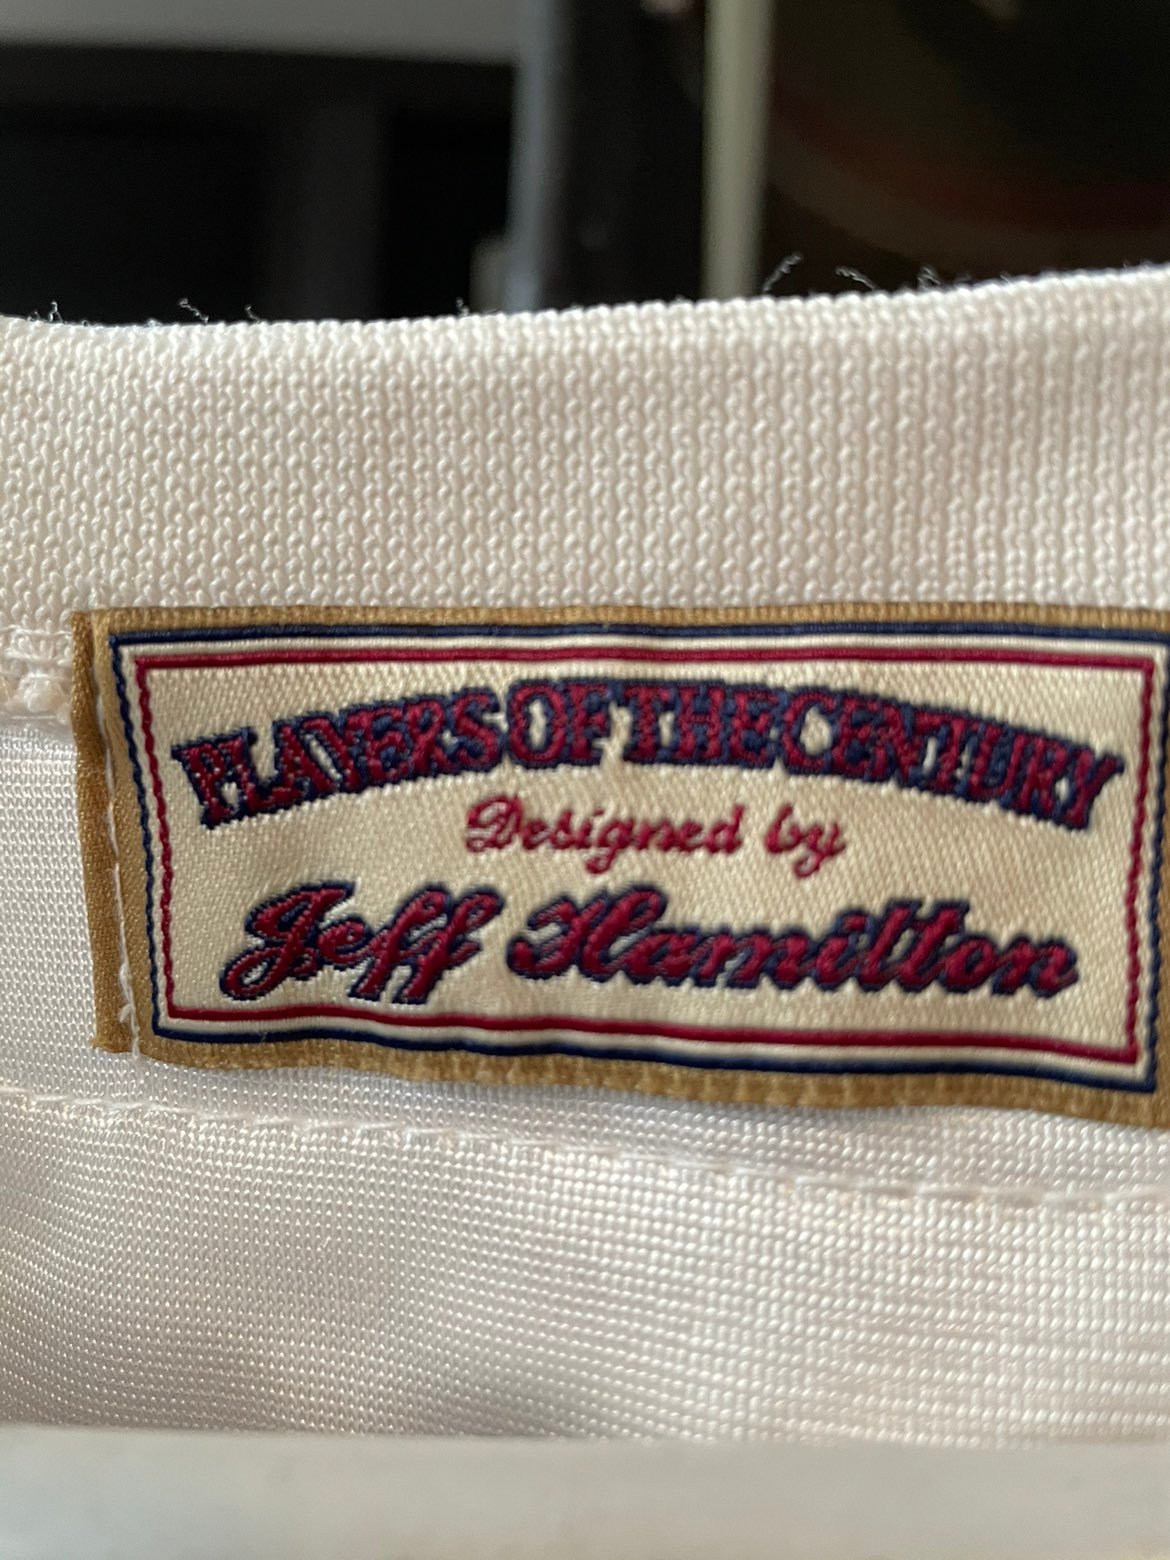 PLAYERS OF THE CENTURY
Designed by
Jeff Hamilton